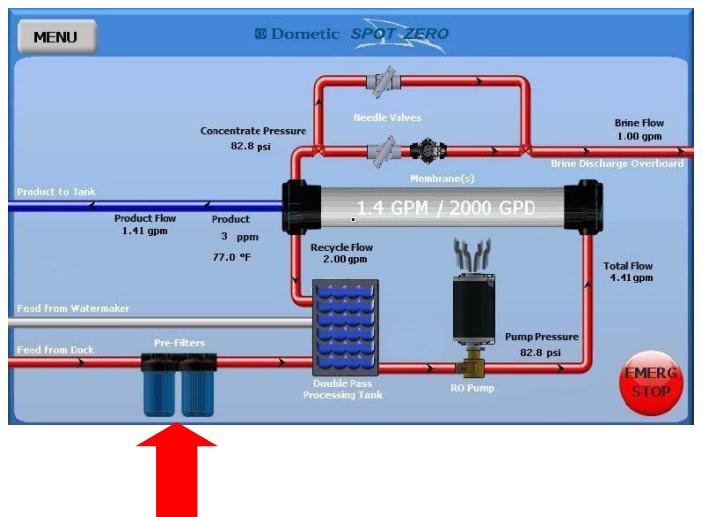 MENU
Dometic SPOT ZERO
Needle Valves
Brine Flow
1.00 gpm
Concentrate Pressure
82.8 psi
Brine Discharge Overboard
Membrane(s)
Product to Tank
1.4 GPM / 2000 GPD
Product Flow
1.41 gpm
Product
3 ppm
77.0 °F
Recycle Flow
2.00 gpm
Total Flow
4.41 gpm
Feed from Watermaker
Pump Pressure
82.8 psi
Feed from Dock
Pre-Filters
EMERG
STOP
Double Pass
Processing Tank
RO Pump